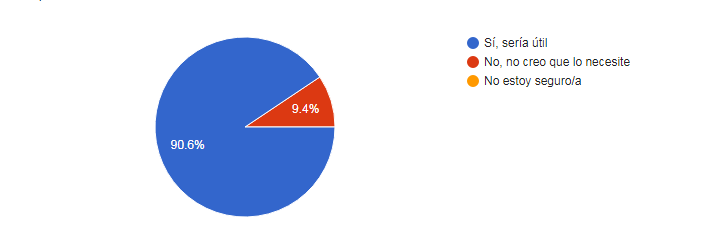 Sí, sería útil
No, no creo que lo necesite
No estoy seguro/a
9.4%
90.6%